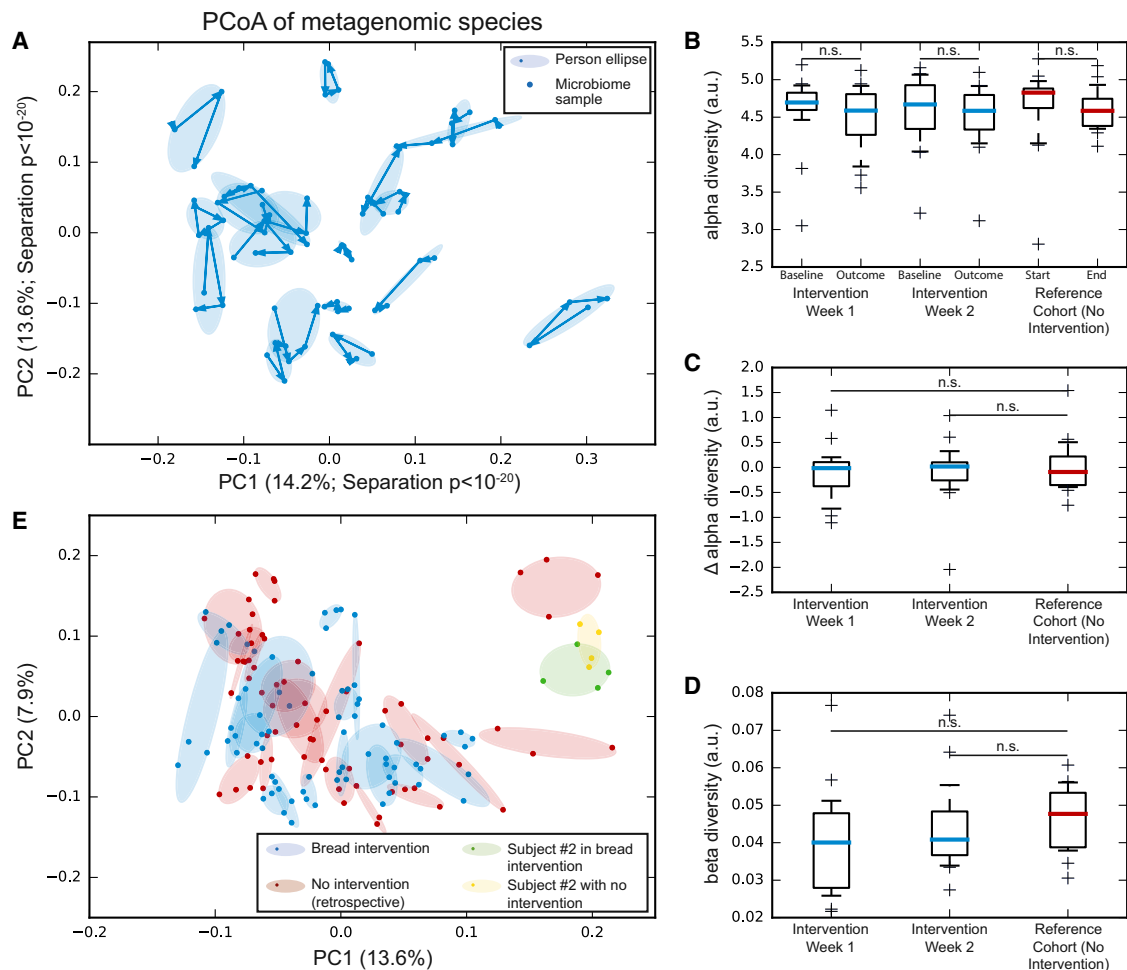 PCoA of metagenomic species
A
Person ellipse
Microbiome
sample
0.2
0.1
0.0
−0.1
−0.2
PC2 (13.6%; Separation p<10-20)
−0.2
−0.1
0.0
0.1
0.2
0.3
PC1 (14.2%; Separation p<10-20)
B
n.s.
n.s.
n.s.
5.5
5.0
4.5
4.0
3.5
3.0
2.5
alpha diversity (a.u.)
Baseline Outcome Baseline Outcome Start End
Intervention
Week 1
Intervention
Week 2
Reference
Cohort (No
Intervention)
C
n.s.
n.s.
2.0
1.5
1.0
0.5
0.0
−0.5
−1.0
−1.5
−2.0
−2.5
Δ alpha diversity (a.u.)
Intervention
Week 1
Intervention
Week 2
Reference
Cohort (No
Intervention)
D
n.s.
n.s.
0.08
0.07
0.06
0.05
0.04
0.03
0.02
beta diversity (a.u.)
Intervention
Week 1
Intervention
Week 2
Reference
Cohort (No
Intervention)
E
0.2
0.1
0.0
−0.1
−0.2
PC2 (7.9%)
Bread intervention
No intervention
(retrospective)
Subject #2 in bread
intervention
Subject #2 with no
intervention
−0.2
−0.1
0.0
0.1
0.2
PC1 (13.6%)